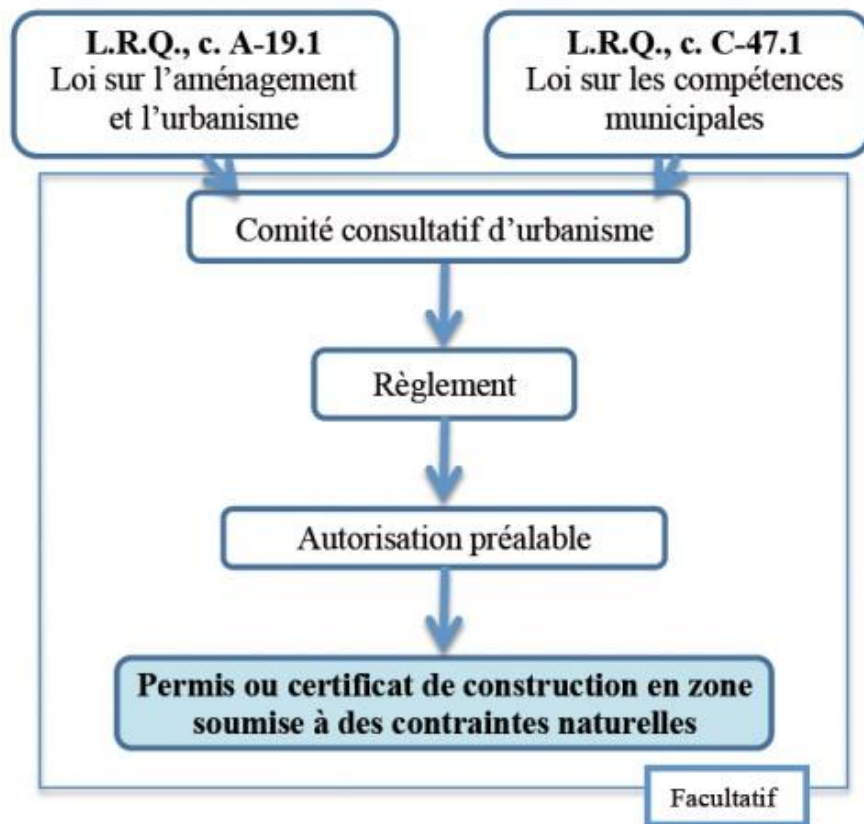 L.R.Q., c. A-19.1
Loi sur l’aménagement
et l’urbanisme
L.R.Q., c. C-47.1
Loi sur les compétences
municipales
Comité consultatif d’urbanisme
Règlement
Autorisation préalable
Permis ou certificat de construction en zone
soumise à des contraintes naturelles
Facultatif